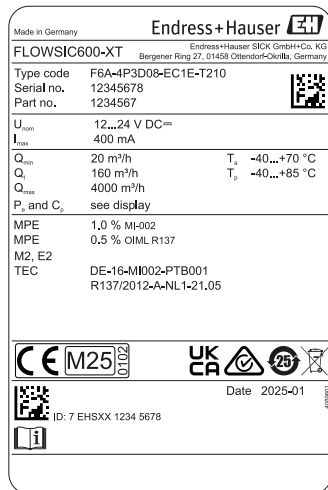 Made in Germany
Endress+Hauser EH
FLOWSIC600-XT
Endress+Hauser SICK GmbH+Co. KG
Bergener Ring 27, 01458 Ottendorf-Okrilla, Germany
Type code F6A-4P3D08-EC1E-T210
Serial no. 12345678
Part no. 1234567
Unom 12...24 V DC
Imax 400 mA
Qmin 20 m³/h Ta -40...+70 °C
Qt 160 m³/h Tp -40...+85 °C
Qmax 4000 m³/h
Pe and Cp see display
MPE 1.0 % MI-002
MPE 0.5 % OIML R137
M2, E2
TEC DE-16-MI002-PTB001
R137/2012-A-NL1-21.05
CE M25 0102 UK CA 25
Date 2025-01
ID: 7 EHSXX 1234 5678
i